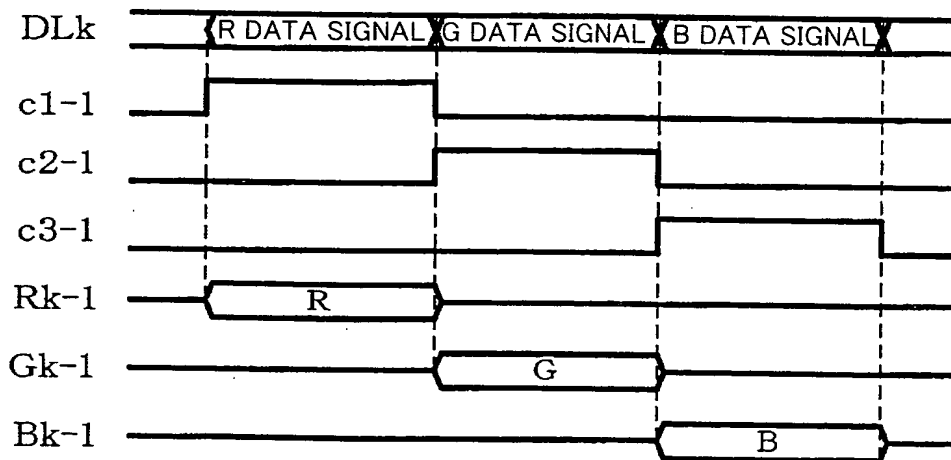 DLk R DATA SIGNAL G DATA SIGNAL B DATA SIGNAL
c1-1
c2-1
c3-1
Rk-1 R
Gk-1 G
Bk-1 B